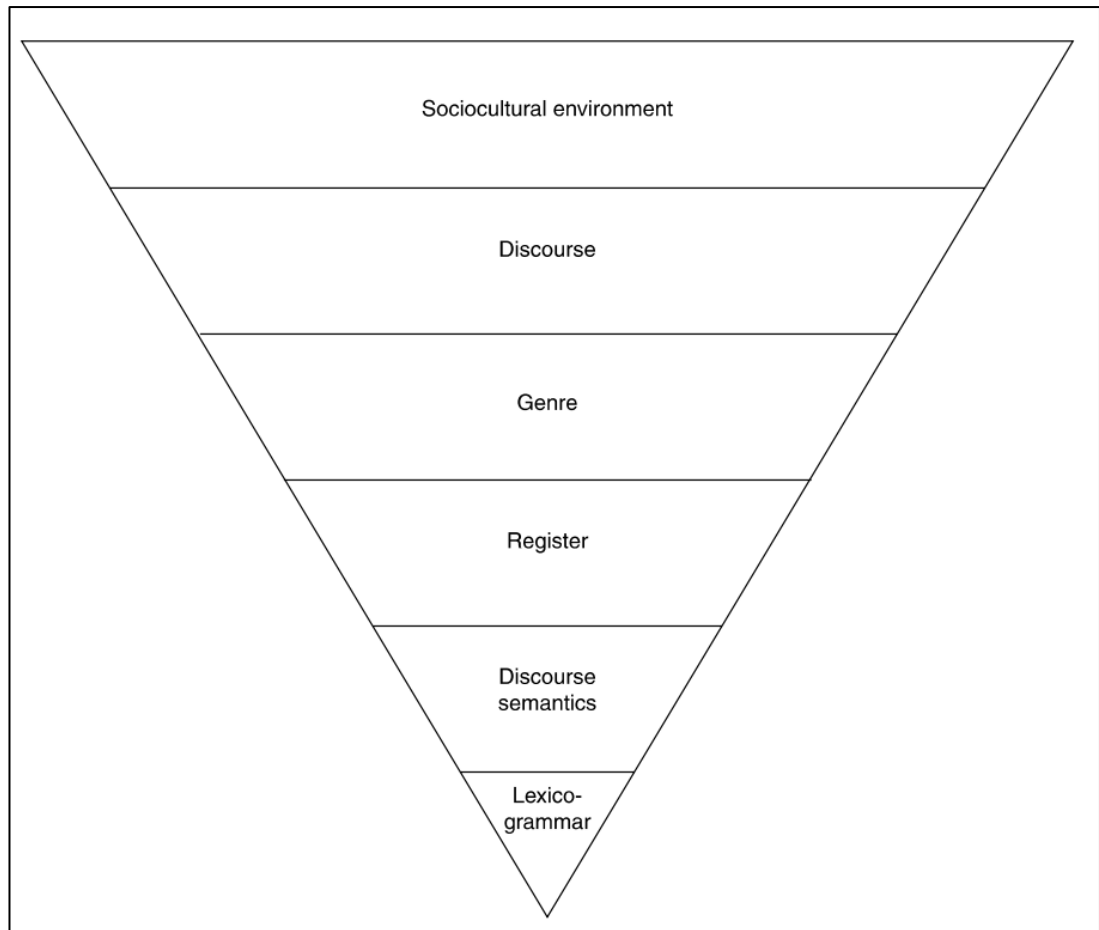 Sociocultural environment
Discourse
Genre
Register
Discourse
semantics
Lexico-
grammar